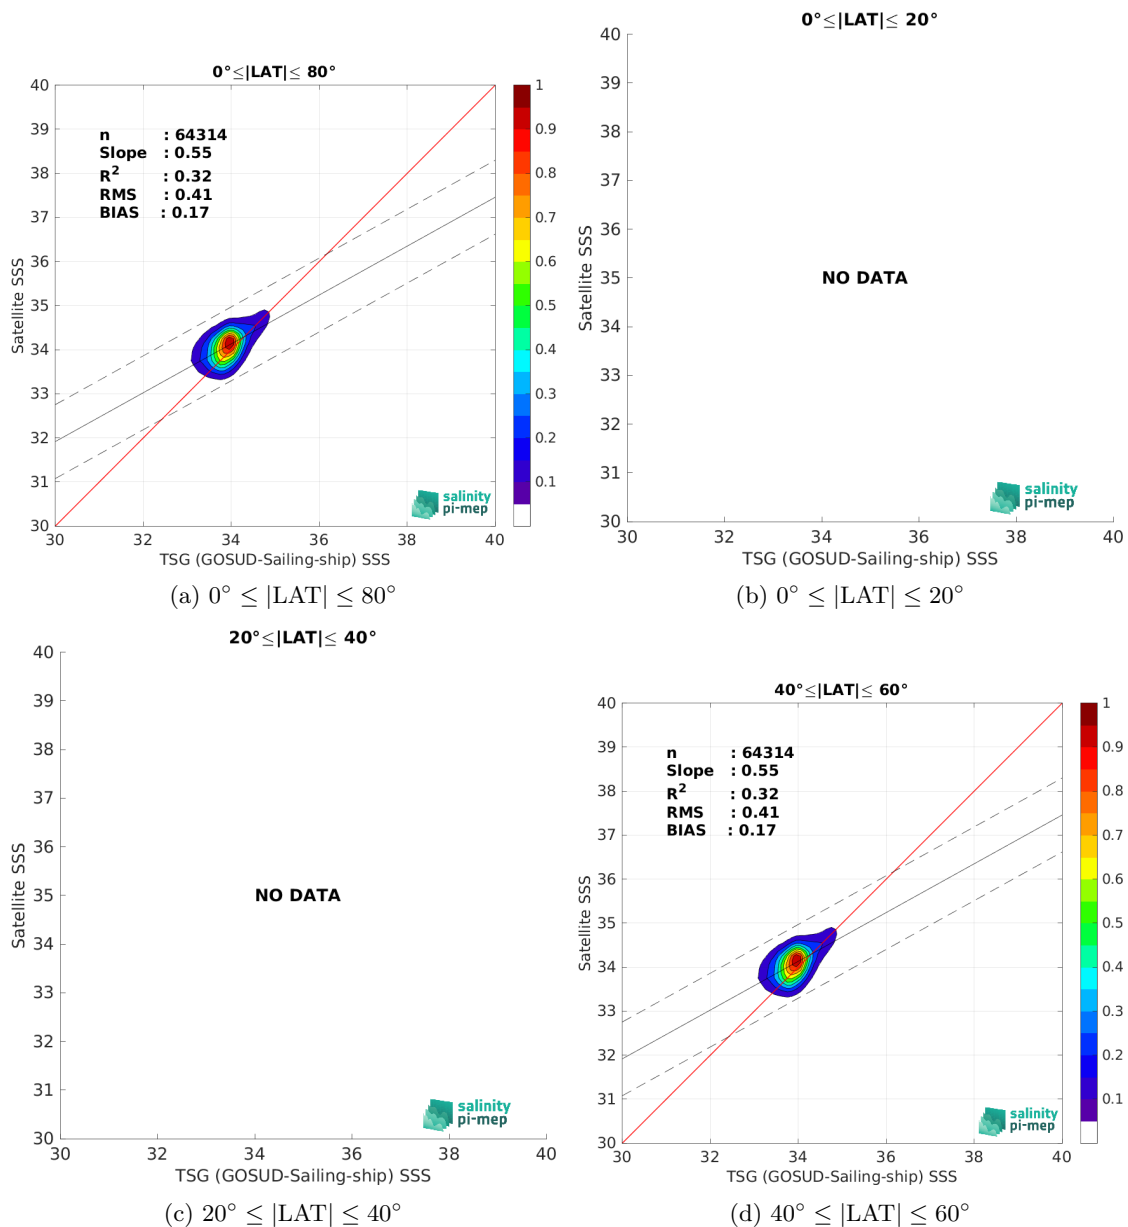 0°≤|LAT|≤ 80°
40
39
38
37
36
35
34
33
32
31
30
Satellite SSS
n : 64314
Slope : 0.55
R² : 0.32
RMS : 0.41
BIAS : 0.17
1
0.9
0.8
0.7
0.6
0.5
0.4
0.3
0.2
0.1
salinity
pi-mep
30 32 34 36 38 40
TSG (GOSUD-Sailing-ship) SSS
(a) 0° ≤ |LAT| ≤ 80°
0°≤|LAT|≤ 20°
40
39
38
37
36
35
34
33
32
31
30
Satellite SSS
NO DATA
salinity
pi-mep
30 32 34 36 38 40
TSG (GOSUD-Sailing-ship) SSS
(b) 0° ≤ |LAT| ≤ 20°
20°≤|LAT|≤ 40°
40
39
38
37
36
35
34
33
32
31
30
Satellite SSS
NO DATA
salinity
pi-mep
30 32 34 36 38 40
TSG (GOSUD-Sailing-ship) SSS
(c) 20° ≤ |LAT| ≤ 40°
40°≤|LAT|≤ 60°
40
39
38
37
36
35
34
33
32
31
30
Satellite SSS
n : 64314
Slope : 0.55
R² : 0.32
RMS : 0.41
BIAS : 0.17
1
0.9
0.8
0.7
0.6
0.5
0.4
0.3
0.2
0.1
salinity
pi-mep
30 32 34 36 38 40
TSG (GOSUD-Sailing-ship) SSS
(d) 40° ≤ |LAT| ≤ 60°